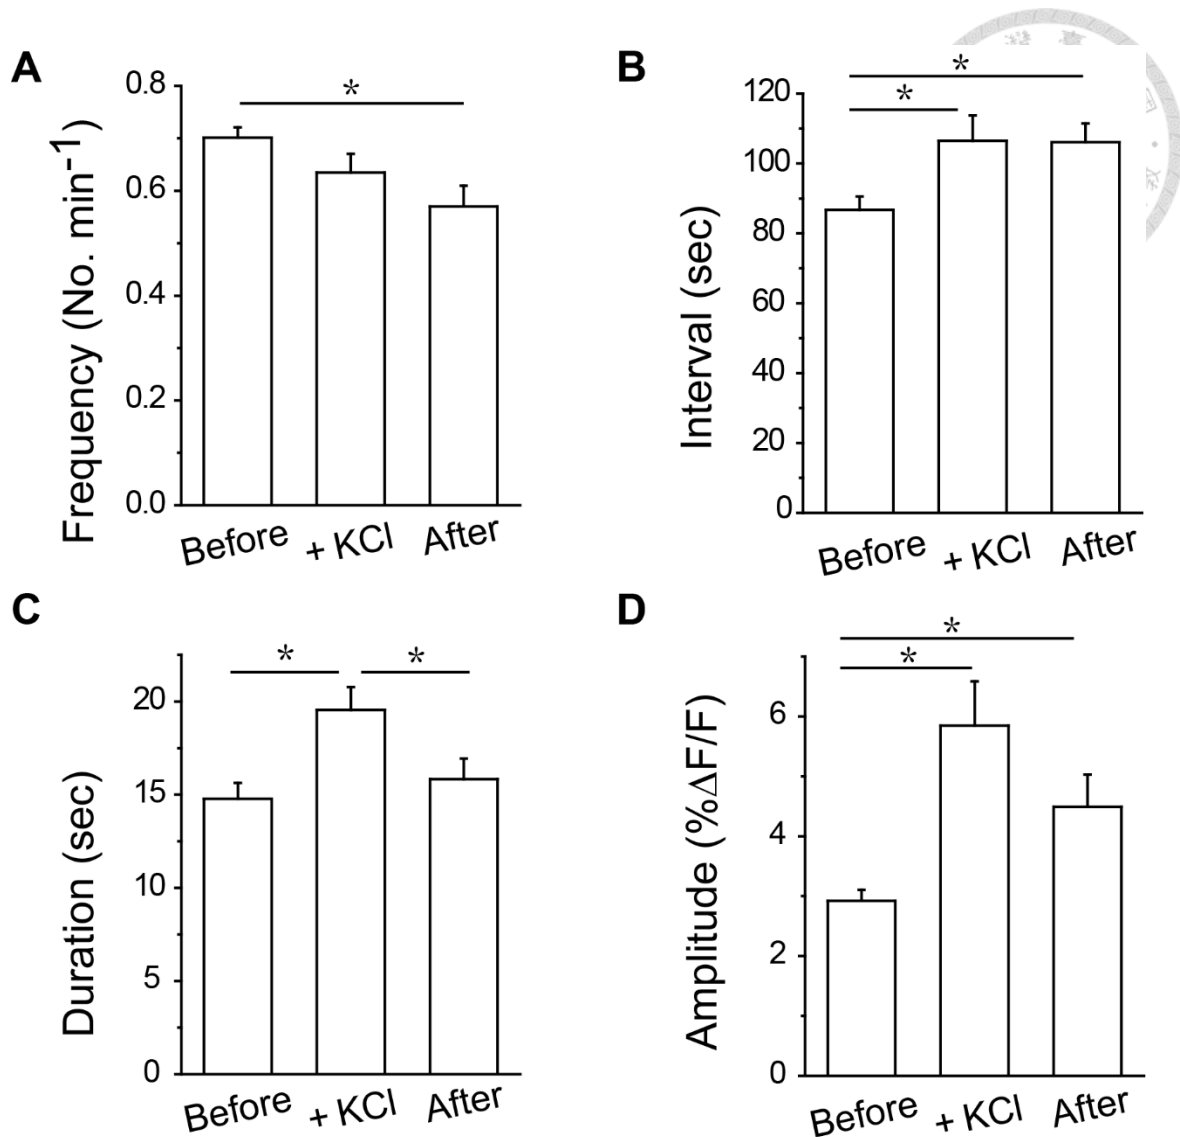 A
Frequency (No. min-1)
0.8
0.6
0.4
0.2
0.0
*
Before
+ KCl
After
B
Interval (sec)
120
100
80
60
40
20
0
*
*
Before
+ KCl
After
C
Duration (sec)
20
15
10
5
0
*
*
Before
+ KCl
After
D
Amplitude (%ΔF/F)
6
4
2
0
*
*
Before
+ KCl
After